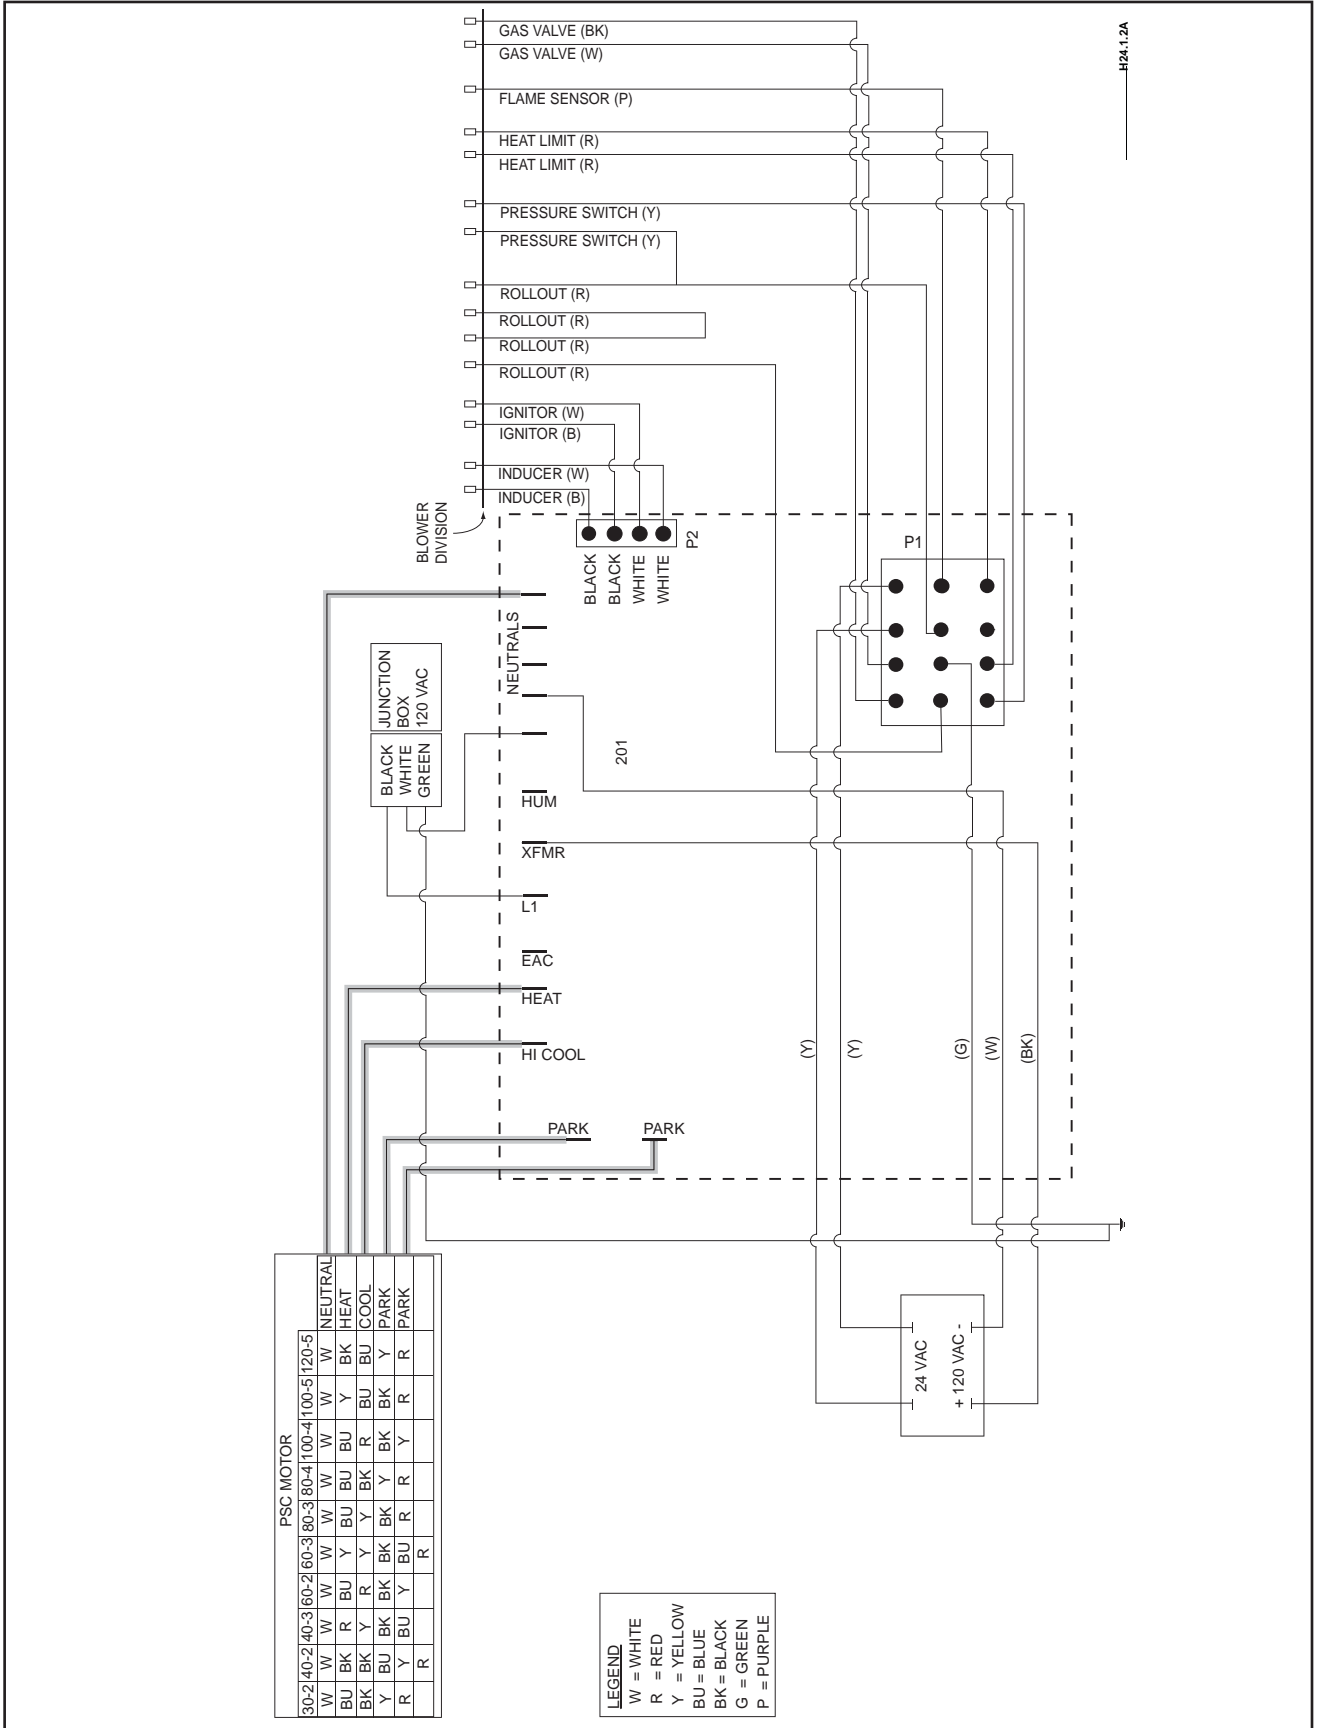 H24.1.2A
GAS VALVE (BK)
GAS VALVE (W)
FLAME SENSOR (P)
HEAT LIMIT (R)
HEAT LIMIT (R)
PRESSURE SWITCH (Y)
PRESSURE SWITCH (Y)
ROLLOUT (R)
ROLLOUT (R)
ROLLOUT (R)
ROLLOUT (R)
IGNITOR (W)
IGNITOR (B)
INDUCER (W)
INDUCER (B)
BLOWER
DIVISION
P2
BLACK
BLACK
WHITE
WHITE
P1
NEUTRALS
JUNCTION
BOX
120 VAC
BLACK
WHITE
GREEN
201
HUM
XFMR
L1
EAC
HEAT
HI COOL
PARK
PARK
(Y)
(Y)
(G)
(W)
(BK)
24 VAC
+ 120 VAC -
PSC MOTOR
30-2 40-2 40-3 60-2 60-3 80-3 80-4 100-4 100-5 120-5
W W W W W W W W W W NEUTRAL
BU BK R BU Y BU BU BU Y BK HEAT
BK BK Y R Y Y BK R BU BU COOL
Y BU BK BK BK BK Y BK BK Y PARK
R Y BU Y BU R R Y R R PARK
R R
LEGEND
W = WHITE
R = RED
Y = YELLOW
BU = BLUE
BK = BLACK
G = GREEN
P = PURPLE